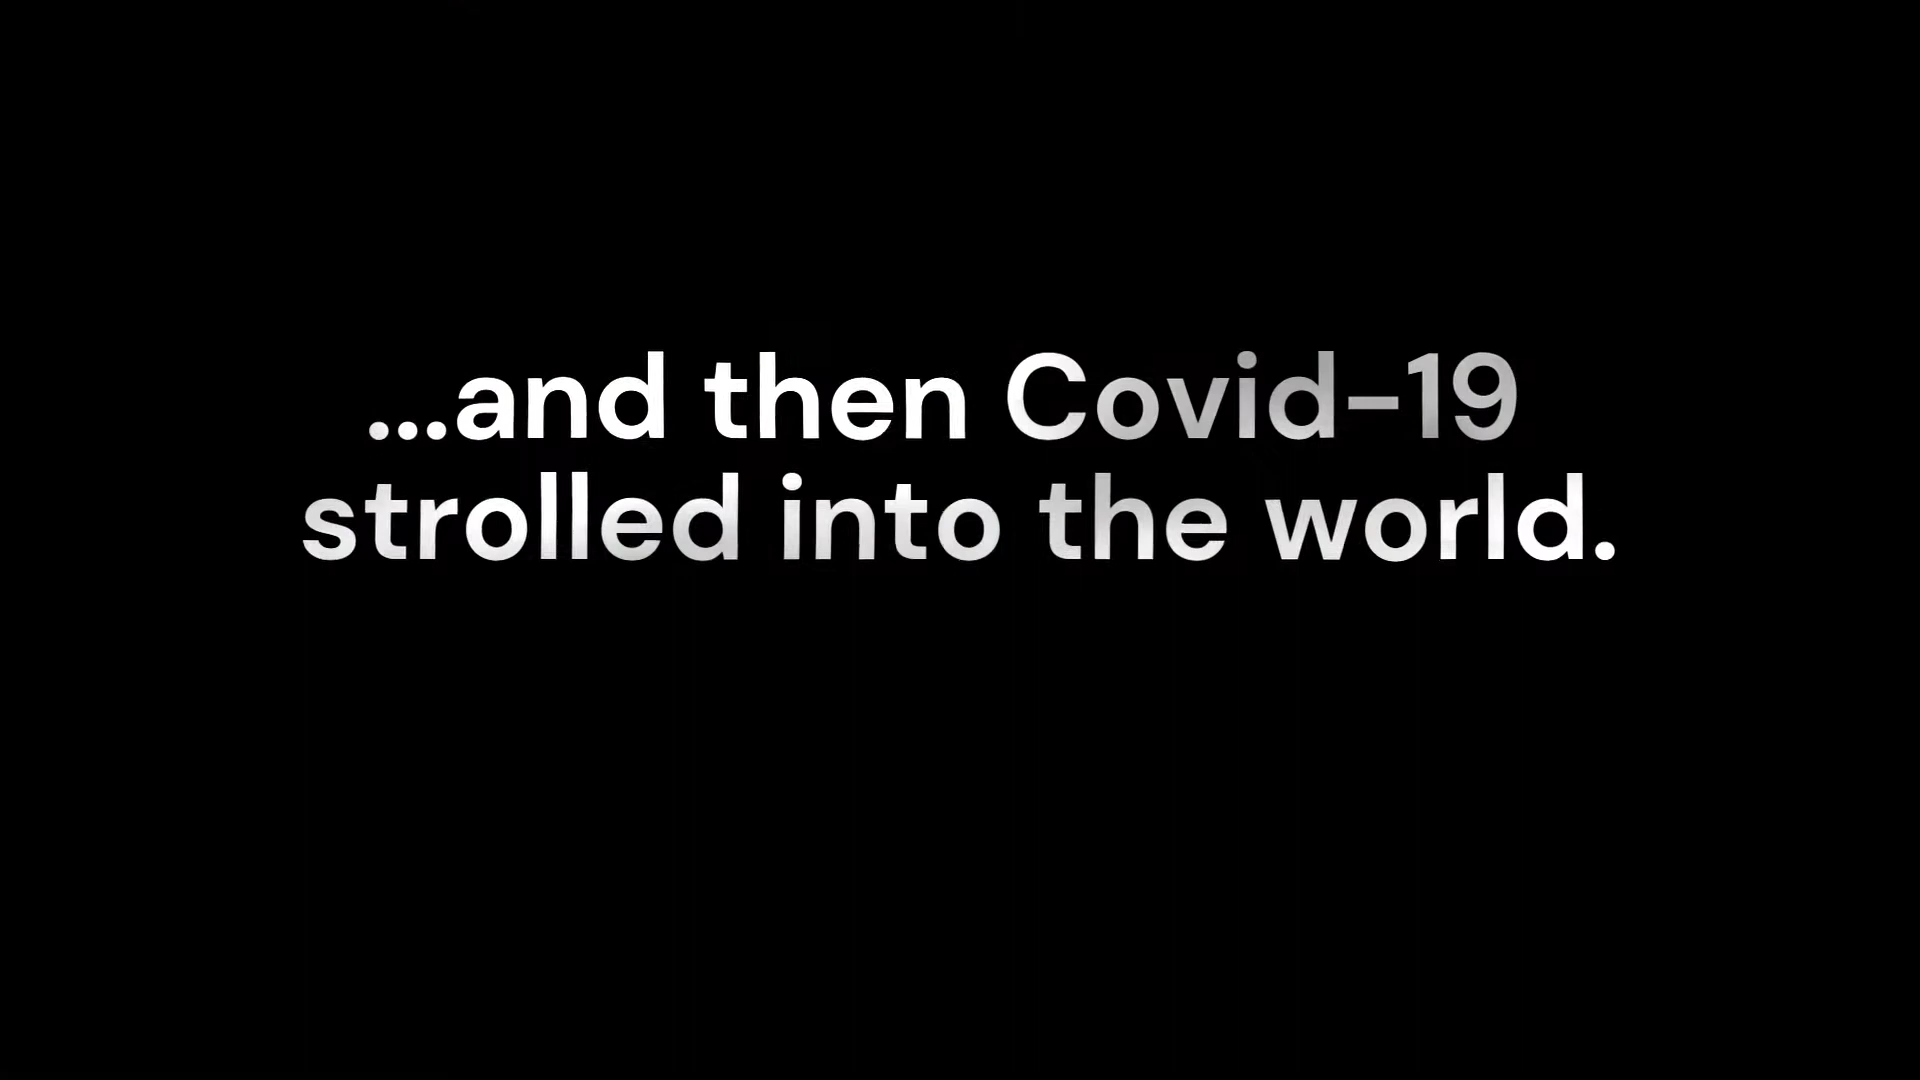 ...and then Covid-19
strolled into the world.